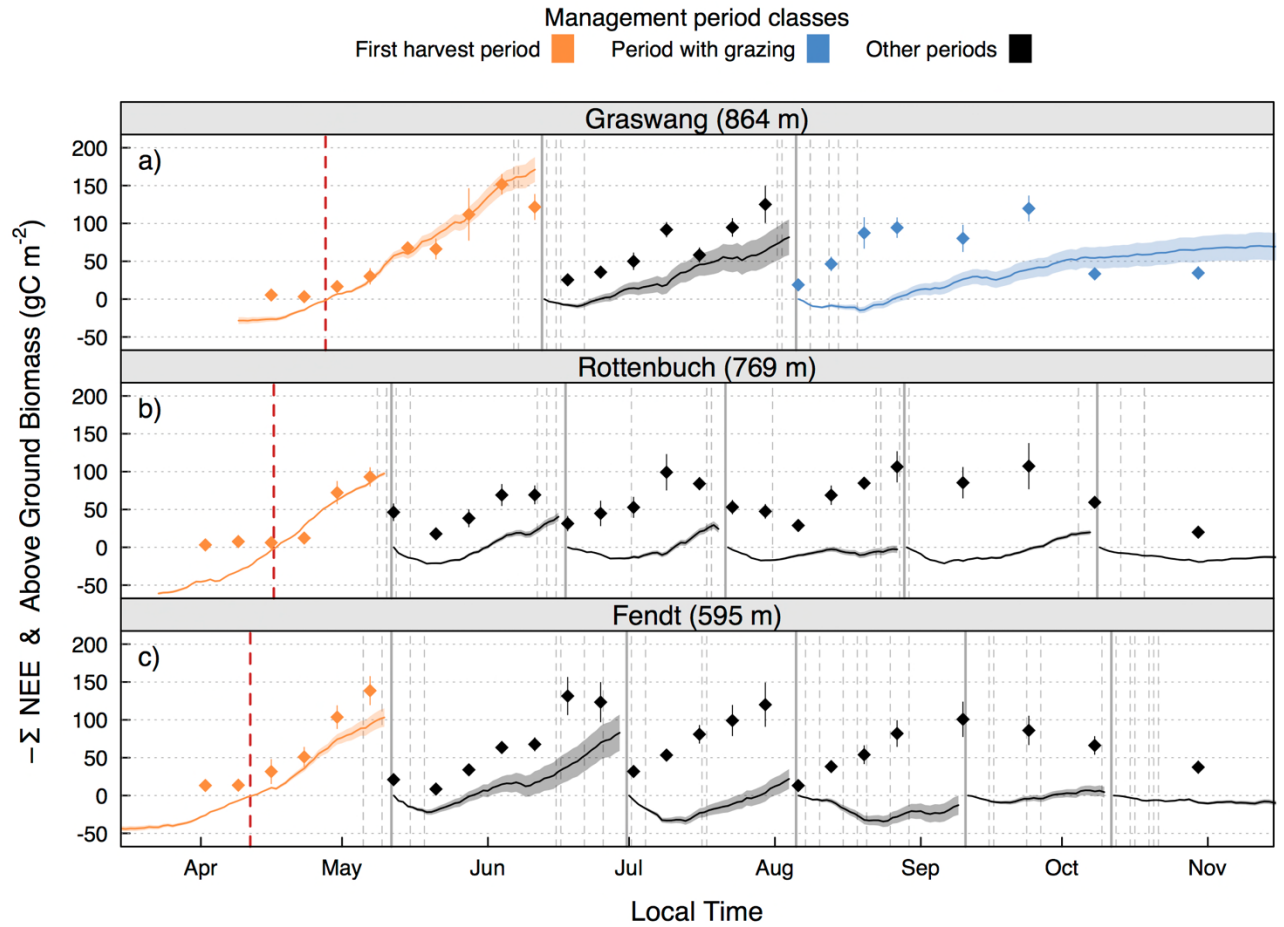 Management period classes
First harvest period Period with grazing Other periods
Graswang (864 m)
a)
200
150
100
50
0
-50
Rottenbuch (769 m)
b)
200
150
100
50
0
-50
Fendt (595 m)
c)
200
150
100
50
0
-50
−Σ NEE & Above Ground Biomass (gC m⁻²)
Apr May Jun Jul Aug Sep Oct Nov
Local Time